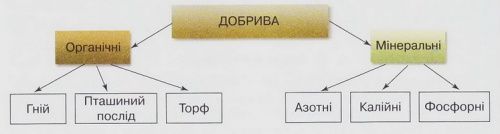 ДОБРИВА
Органічні
Мінеральні
Гній
Пташиний
послід
Торф
Азотні
Калійні
Фосфорні